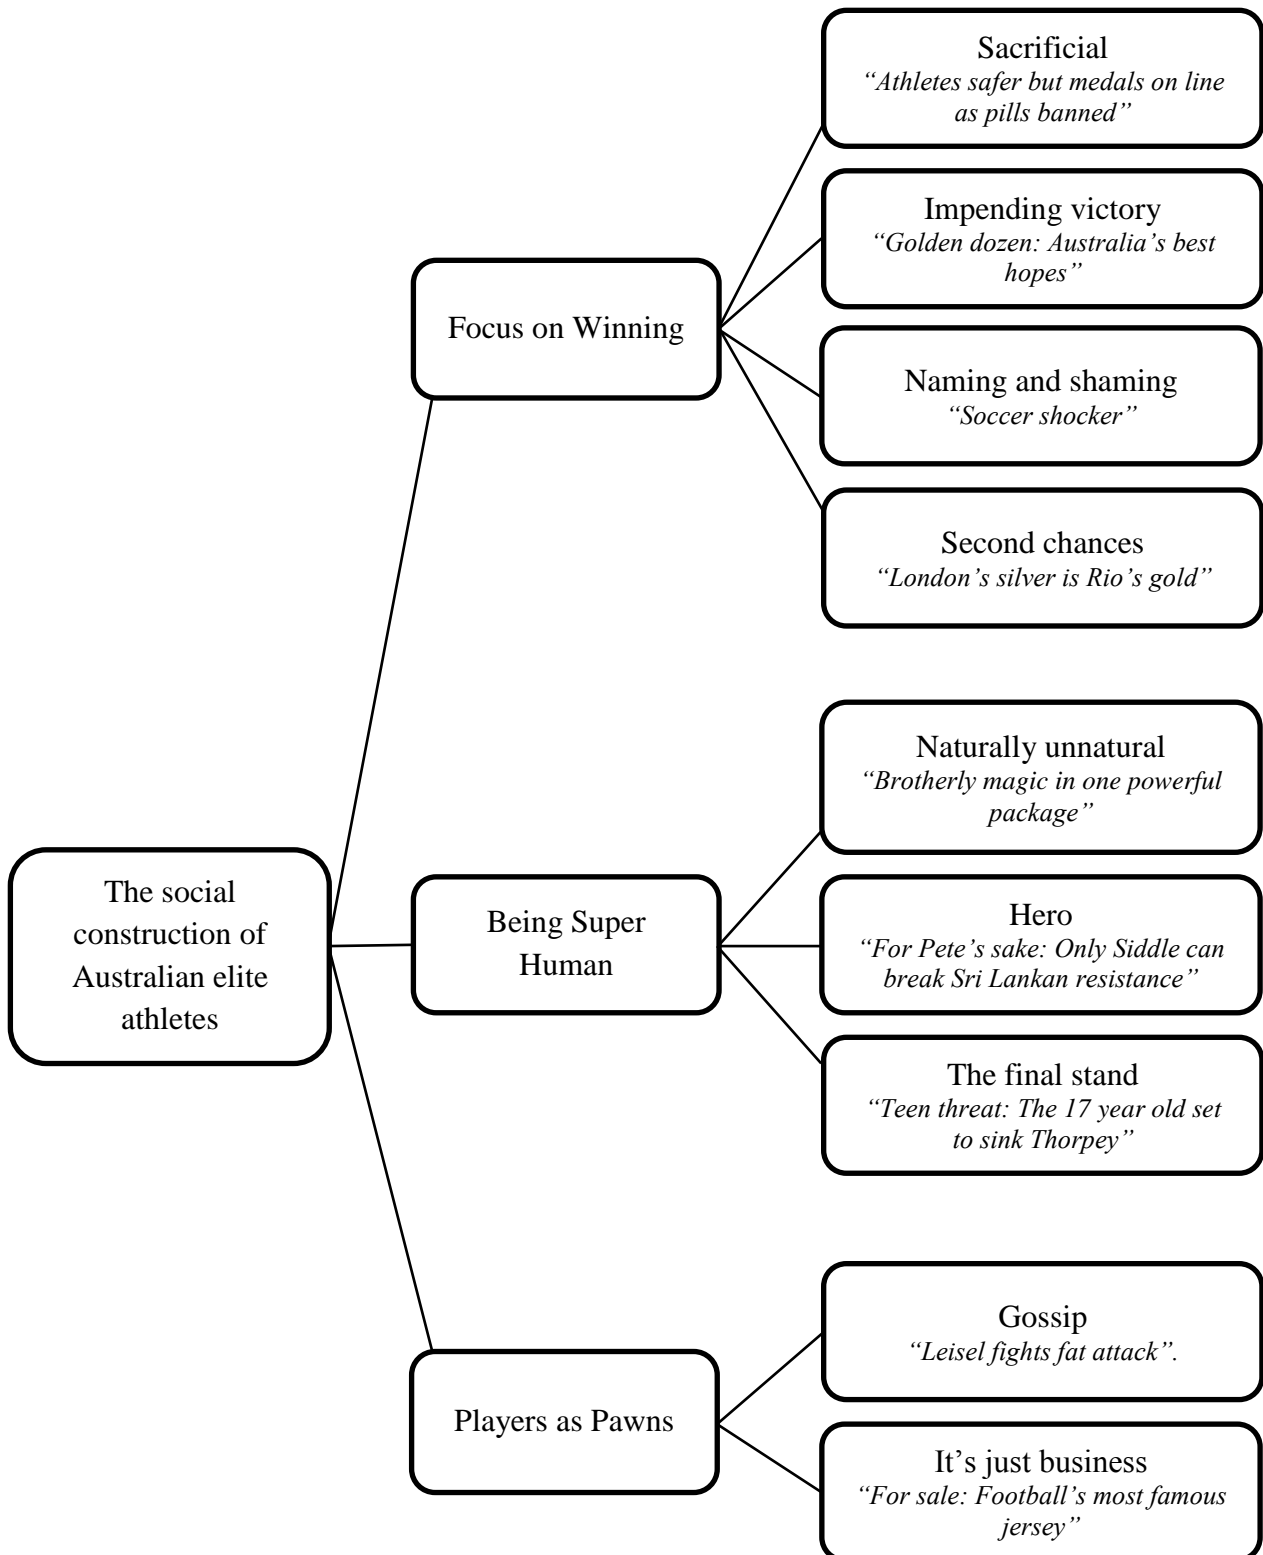 Sacrificial
“Athletes safer but medals on line
as pills banned”
Impending victory
“Golden dozen: Australia’s best
hopes”
Focus on Winning
Naming and shaming
“Soccer shocker”
Second chances
“London’s silver is Rio’s gold”
Naturally unnatural
“Brotherly magic in one powerful
package”
The social
construction of
Australian elite
athletes
Being Super
Human
Hero
“For Pete’s sake: Only Siddle can
break Sri Lankan resistance”
The final stand
“Teen threat: The 17 year old set
to sink Thorpey”
Gossip
“Leisel fights fat attack”.
Players as Pawns
It’s just business
“For sale: Football’s most famous
jersey”